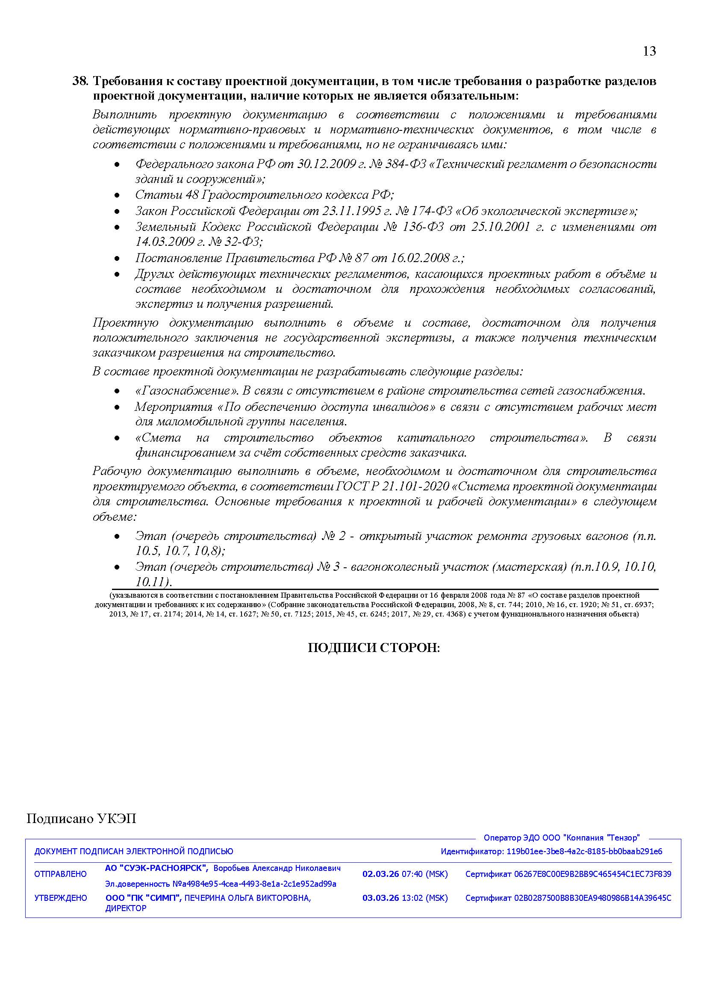 13
38. Требования к составу проектной документации, в том числе требования о разработке разделов
проектной документации, наличие которых не является обязательным:
Выполнить проектную документацию в соответствии с положениями и требованиями
действующих нормативно-правовых и нормативно-технических документов, в том числе в
соответствии с положениями и требованиями, но не ограничиваясь ими:
• Федерального закона РФ от 30.12.2009 г. № 384-ФЗ «Технический регламент о безопасности
зданий и сооружений»;
• Статьи 48 Градостроительного кодекса РФ;
• Закон Российской Федерации от 23.11.1995 г. № 174-ФЗ «Об экологической экспертизе»;
• Земельный Кодекс Российской Федерации № 136-ФЗ от 25.10.2001 г. с изменениями от
14.03.2009 г. № 32-ФЗ;
• Постановление Правительства РФ № 87 от 16.02.2008 г.;
• Других действующих технических регламентов, касающихся проектных работ в объёме и
составе необходимом и достаточном для прохождения необходимых согласований,
экспертиз и получения разрешений.
Проектную документацию выполнить в объеме и составе, достаточном для получения
положительного заключения не государственной экспертизы, а также получения техническим
заказчиком разрешения на строительство.
В составе проектной документации не разрабатывать следующие разделы:
• «Газоснабжение». В связи с отсутствием в районе строительства сетей газоснабжения.
• Мероприятия «По обеспечению доступа инвалидов» в связи с отсутствием рабочих мест
для маломобильной группы населения.
• «Смета на строительство объектов капитального строительства». В связи
финансированием за счёт собственных средств заказчика.
Рабочую документацию выполнить в объеме, необходимом и достаточном для строительства
проектируемого объекта, в соответствии ГОСТ Р 21.101-2020 «Система проектной документации
для строительства. Основные требования к проектной и рабочей документации» в следующем
объеме:
• Этап (очередь строительства) № 2 - открытый участок ремонта грузовых вагонов (п.п.
10.5, 10.7, 10,8);
• Этап (очередь строительства) № 3 - вагоноколесный участок (мастерская) (п.п.10.9, 10.10,
10.11).
(указываются в соответствии с постановлением Правительства Российской Федерации от 16 февраля 2008 года № 87 «О составе разделов проектной
документации и требованиях к их содержанию» (Собрание законодательства Российской Федерации, 2008, № 8, ст. 744; 2010, № 16, ст. 1920; № 51, ст. 6937;
2013, № 17, ст. 2174; 2014, № 14, ст. 1627; № 50, ст. 7125; 2015, № 45, ст. 6245; 2017, № 29, ст. 4368) с учетом функционального назначения объекта)
ПОДПИСИ СТОРОН:
Подписано УКЭП
Оператор ЭДО ООО "Компания "Тензор"
ДОКУМЕНТ ПОДПИСАН ЭЛЕКТРОННОЙ ПОДПИСЬЮ Идентификатор: 119b01ee-3be8-4a2c-8185-bb0baab291e6
ОТПРАВЛЕНО АО "СУЭК-РАСНОЯРСК", Воробьев Александр Николаевич 02.03.26 07:40 (MSK) Сертификат 06267E8C00E9B2BB9C465454C1EC73F839
Эл.доверенность №a4984e95-4cea-4493-8e1a-2c1e952ad99a
УТВЕРЖДЕНО ООО "ПК "СИМП", ПЕЧЕРИНА ОЛЬГА ВИКТОРОВНА, 03.03.26 13:02 (MSK) Сертификат 02B0287500B8B30EA9480986B14A39645C
ДИРЕКТОР